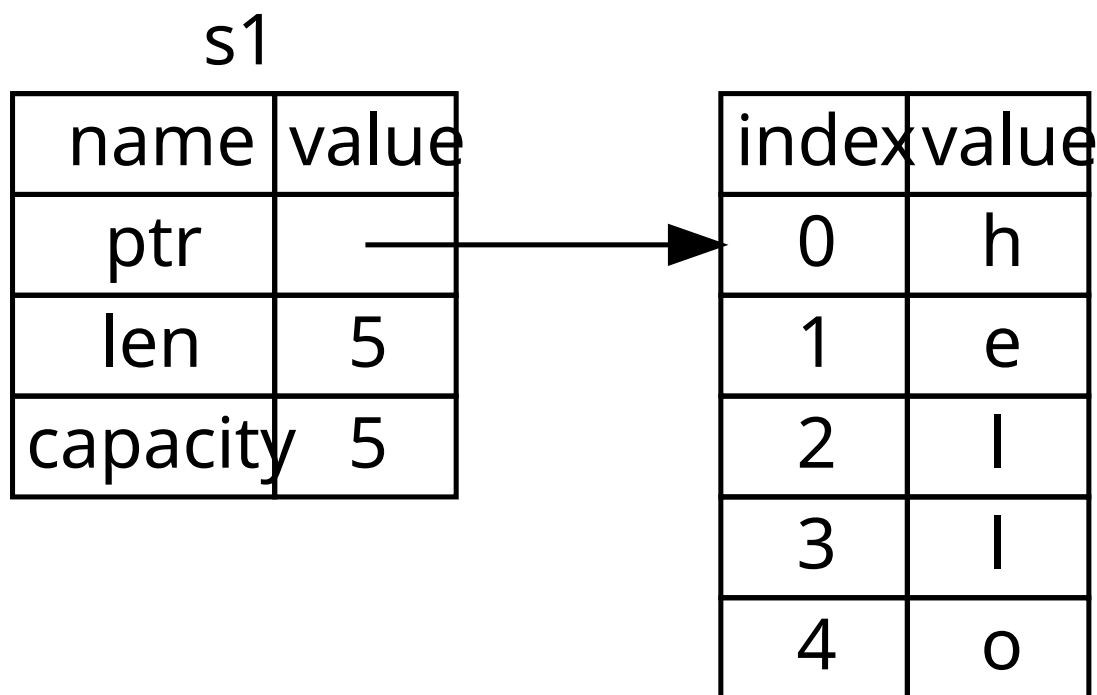 s1
name value
ptr
len 5
capacity 5
index value
0 h
1 e
2 l
3 l
4 o